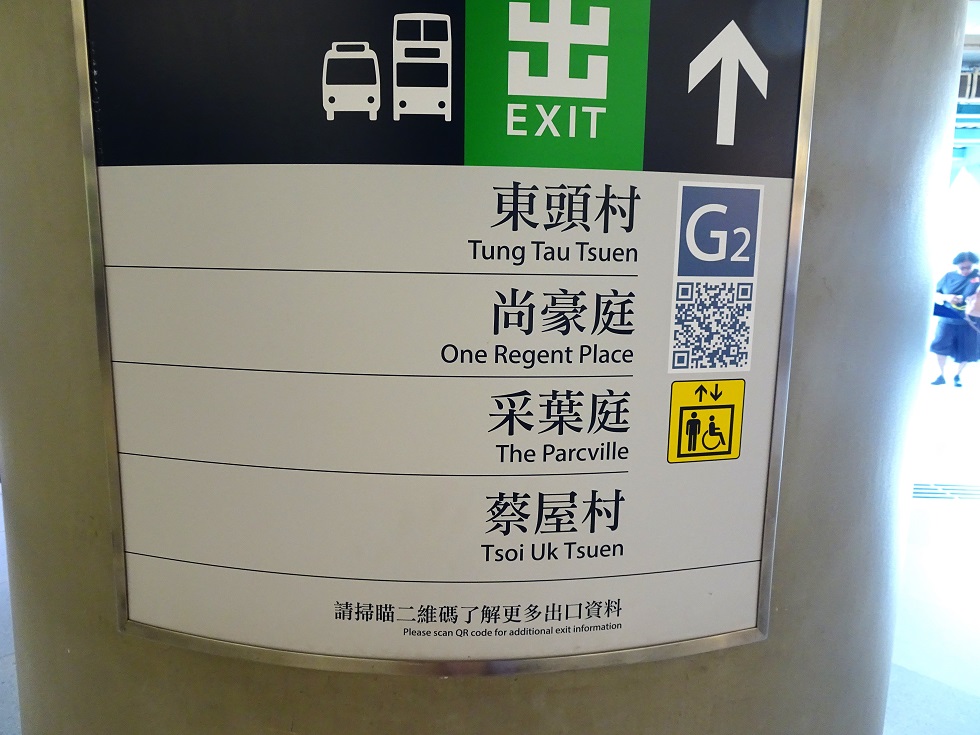 出
EXIT
東頭村
Tung Tau Tsuen
G2
尚豪庭
One Regent Place
采葉庭
The Parcville
蔡屋村
Tsoi Uk Tsuen
請掃瞄二維碼了解更多出口資料
Please scan QR code for additional exit information